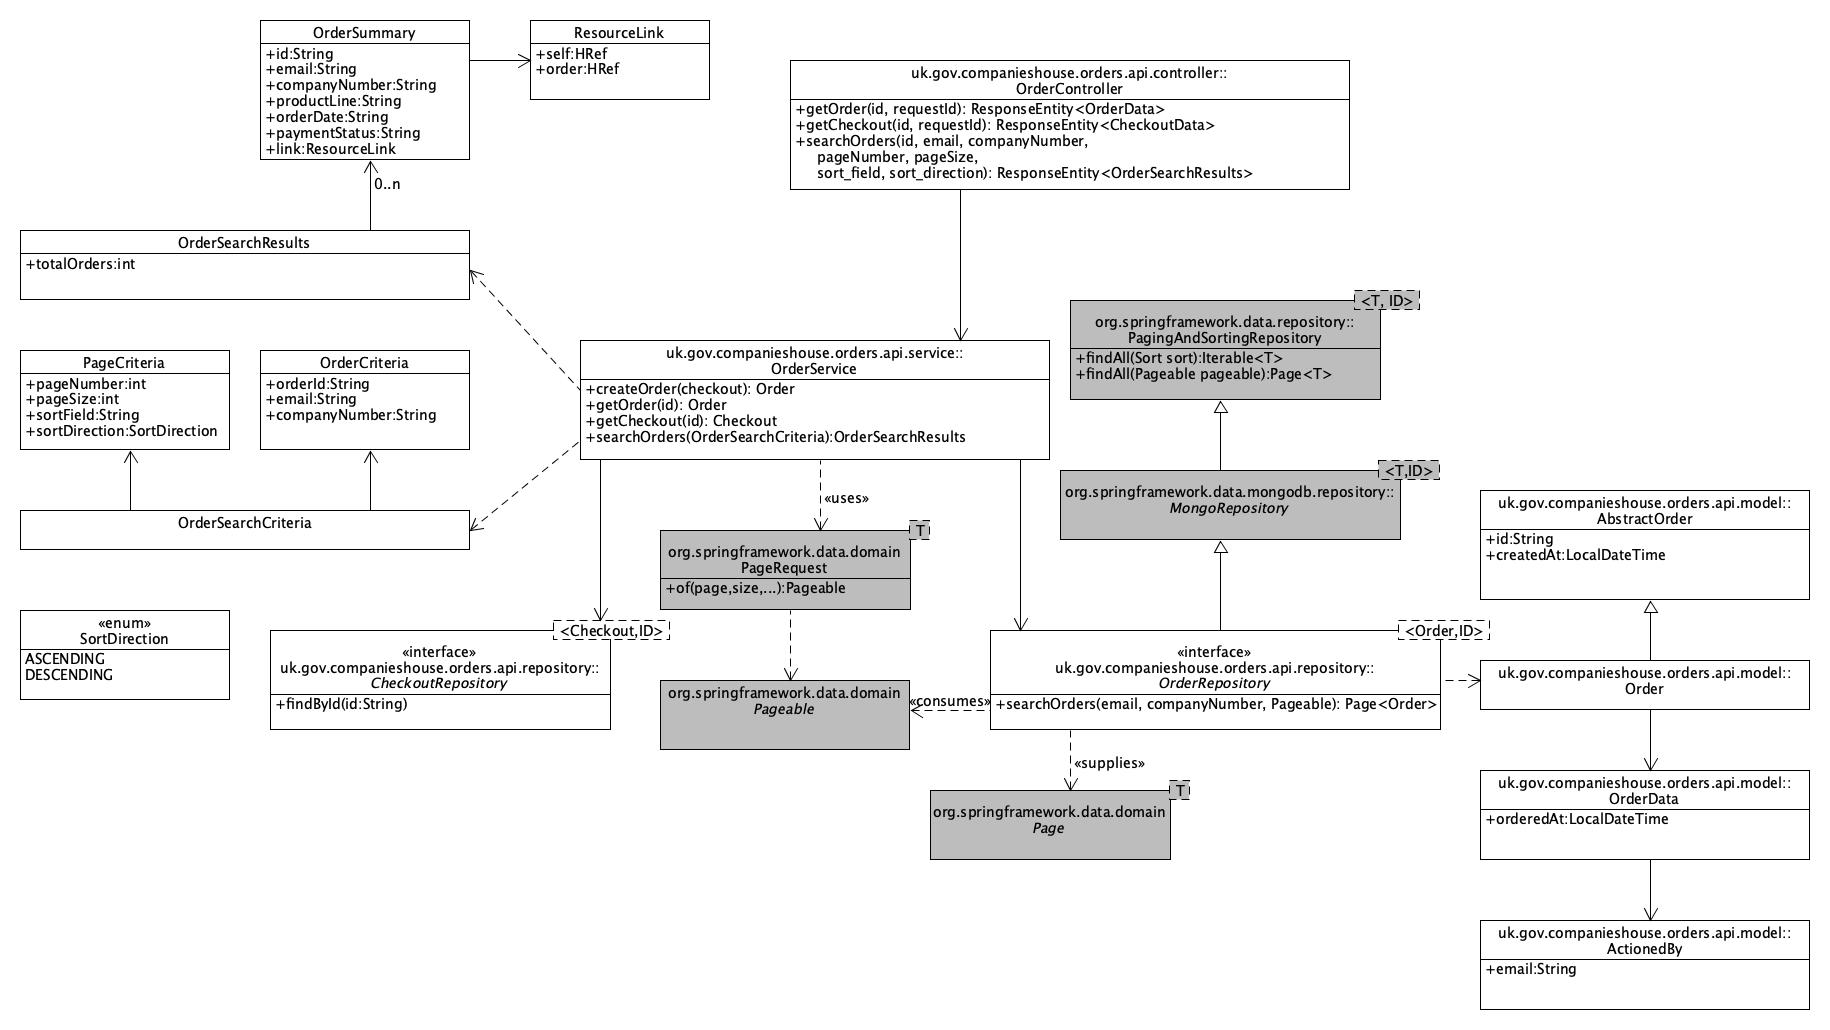 OrderSummary
+id:String
+email:String
+companyNumber:String
+productLine:String
+orderDate:String
+paymentStatus:String
+link:ResourceLink
ResourceLink
+self:HRef
+order:HRef
uk.gov.companieshouse.orders.api.controller::
OrderController
+getOrder(id, requestId): ResponseEntity<OrderData>
+getCheckout(id, requestId): ResponseEntity<CheckoutData>
+searchOrders(id, email, companyNumber,
pageNumber, pageSize,
sort_field, sort_direction): ResponseEntity<OrderSearchResults>
0..n
OrderSearchResults
+totalOrders:int
PageCriteria
+pageNumber:int
+pageSize:int
+sortField:String
+sortDirection:SortDirection
OrderCriteria
+orderId:String
+email:String
+companyNumber:String
OrderSearchCriteria
uk.gov.companieshouse.orders.api.service::
OrderService
+createOrder(checkout): Order
+getOrder(id): Order
+getCheckout(id): Checkout
+searchOrders(OrderSearchCriteria):OrderSearchResults
<T, ID>
org.springframework.data.repository::
PagingAndSortingRepository
+findAll(Sort sort):Iterable<T>
+findAll(Pageable pageable):Page<T>
<T,ID>
org.springframework.data.mongodb.repository::
MongoRepository
«uses»
T
org.springframework.data.domain
PageRequest
+of(page,size,...):Pageable
uk.gov.companieshouse.orders.api.model::
AbstractOrder
+id:String
+createdAt:LocalDateTime
«enum»
SortDirection
ASCENDING
DESCENDING
<Checkout,ID>
«interface»
uk.gov.companieshouse.orders.api.repository::
CheckoutRepository
+findById(id:String)
org.springframework.data.domain
Pageable
«consumes»
<Order,ID>
«interface»
uk.gov.companieshouse.orders.api.repository::
OrderRepository
+searchOrders(email, companyNumber, Pageable): Page<Order>
uk.gov.companieshouse.orders.api.model::
Order
«supplies»
T
org.springframework.data.domain
Page
uk.gov.companieshouse.orders.api.model::
OrderData
+orderedAt:LocalDateTime
uk.gov.companieshouse.orders.api.model::
ActionedBy
+email:String